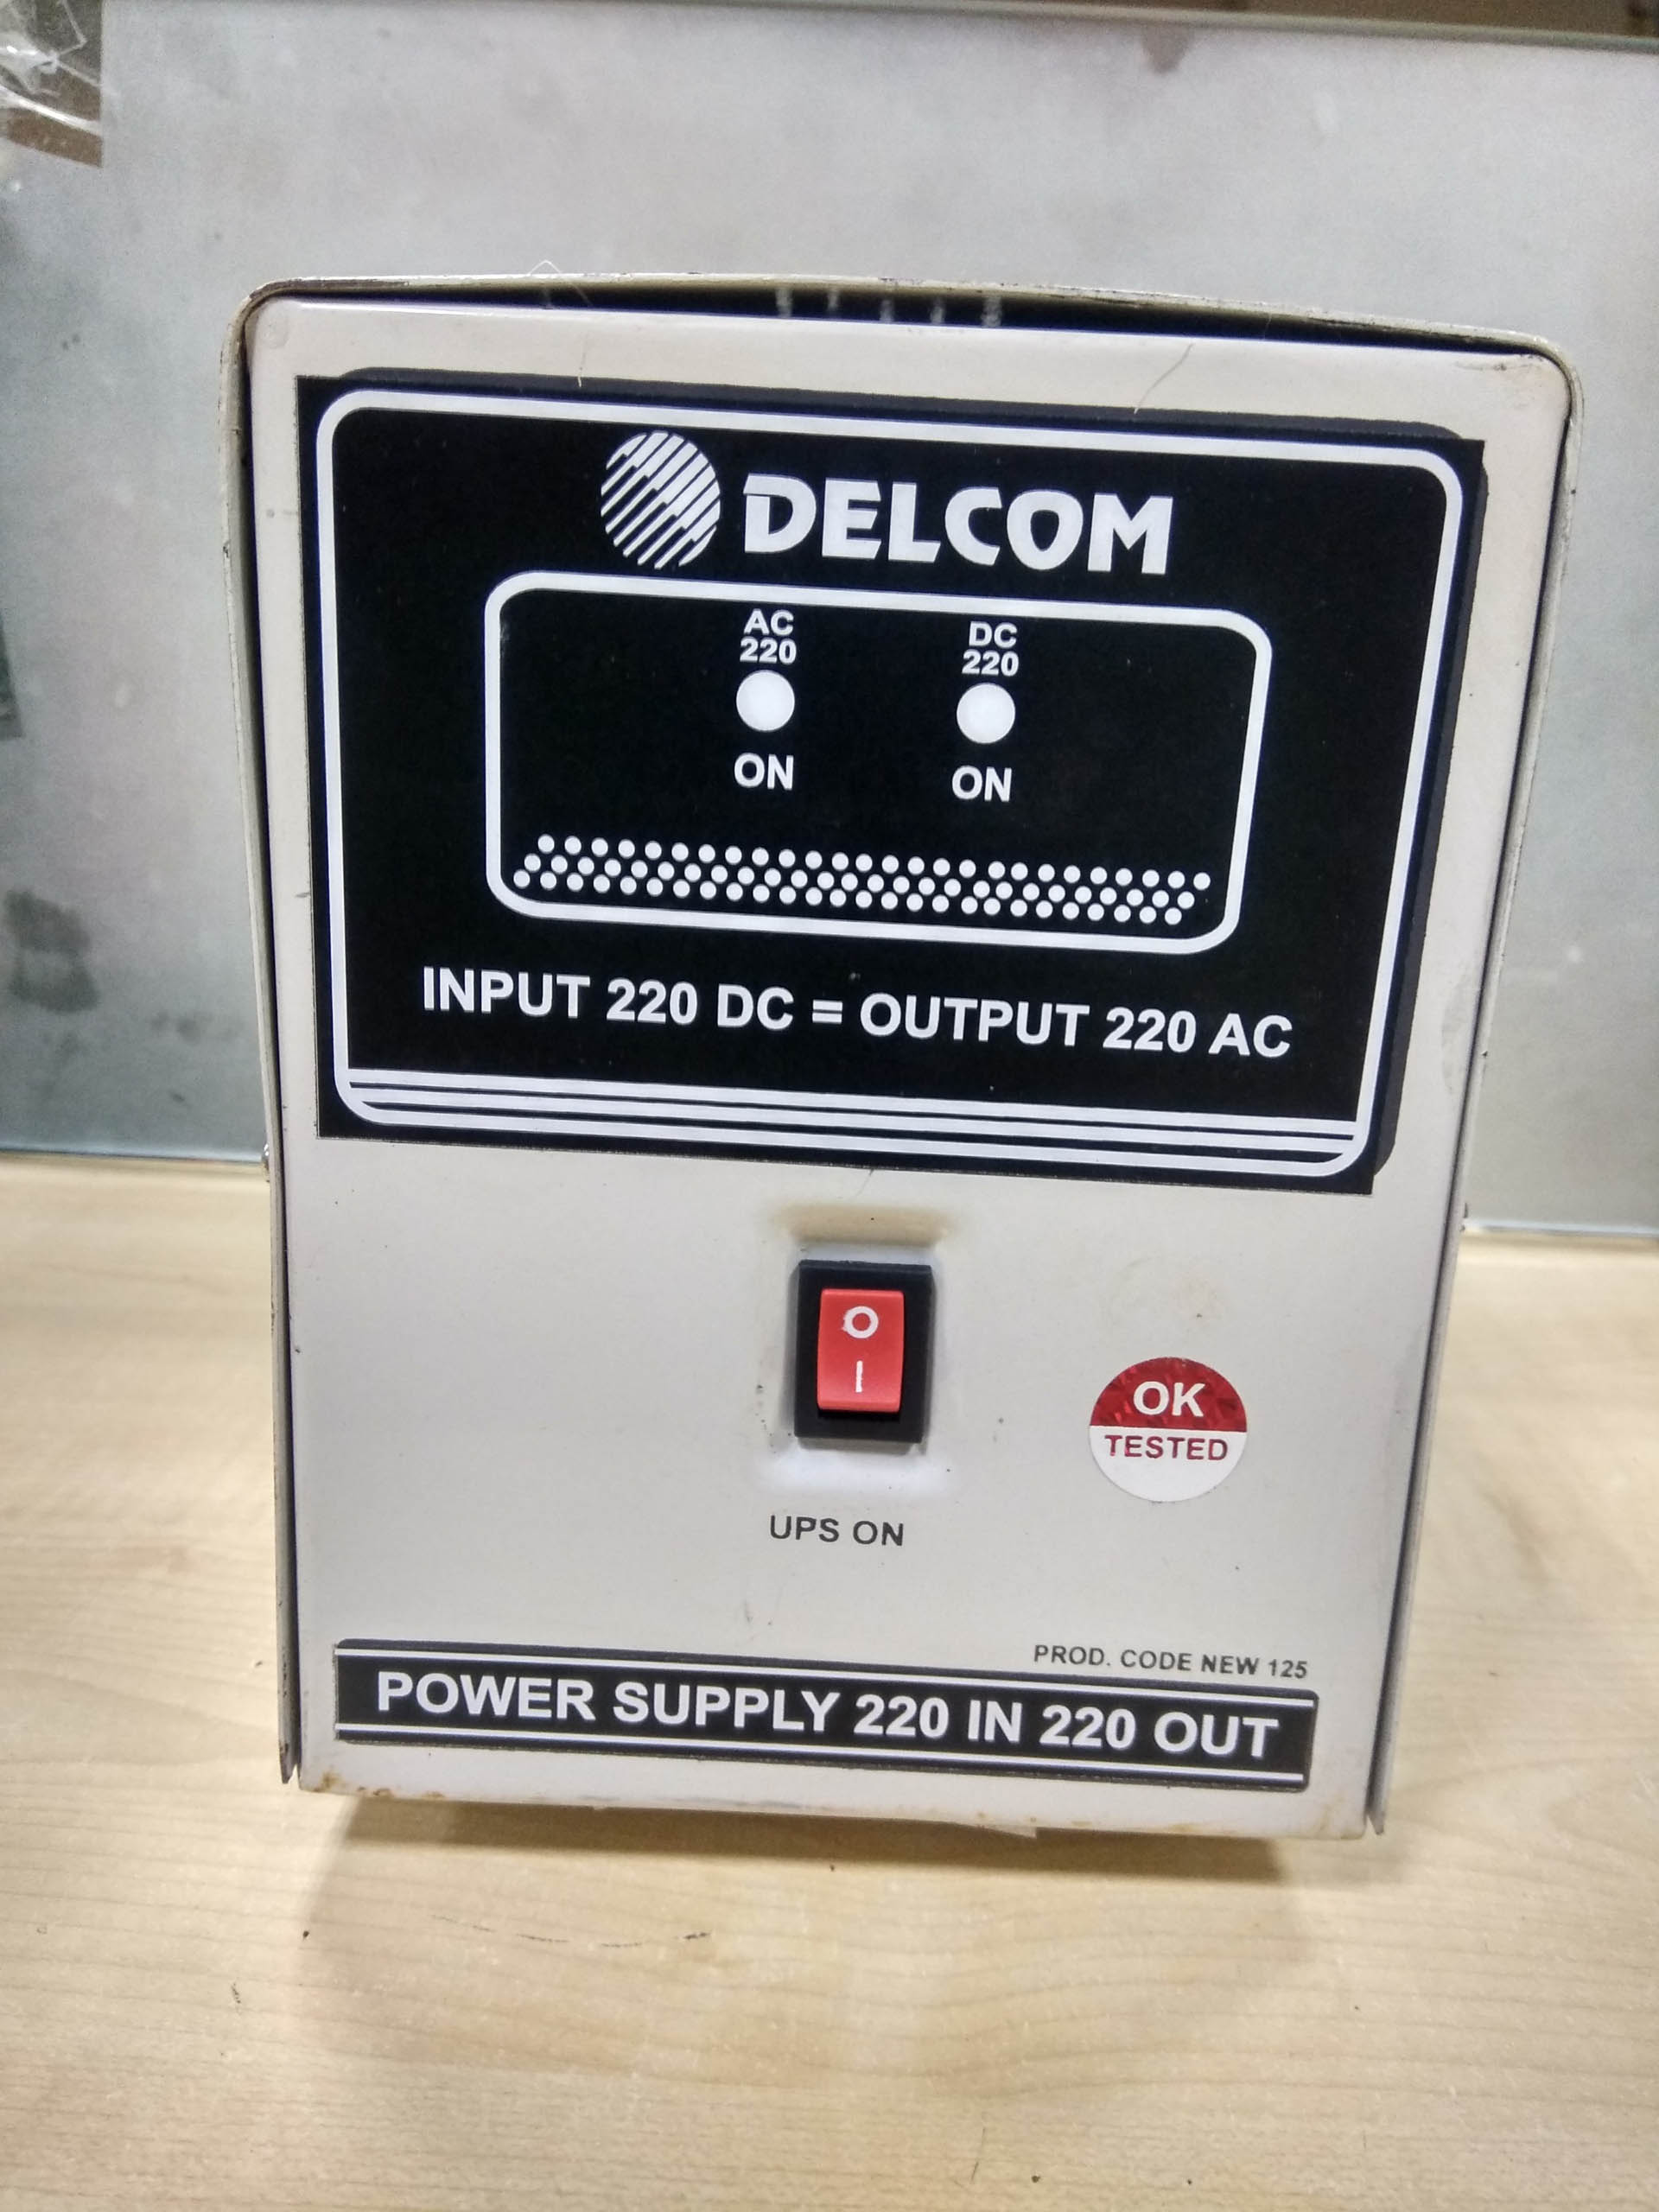 DELCOM
AC
220
DC
220
ON
ON
INPUT 220 DC = OUTPUT 220 AC
O
I
OK
TESTED
UPS ON
PROD. CODE NEW 125
POWER SUPPLY 220 IN 220 OUT